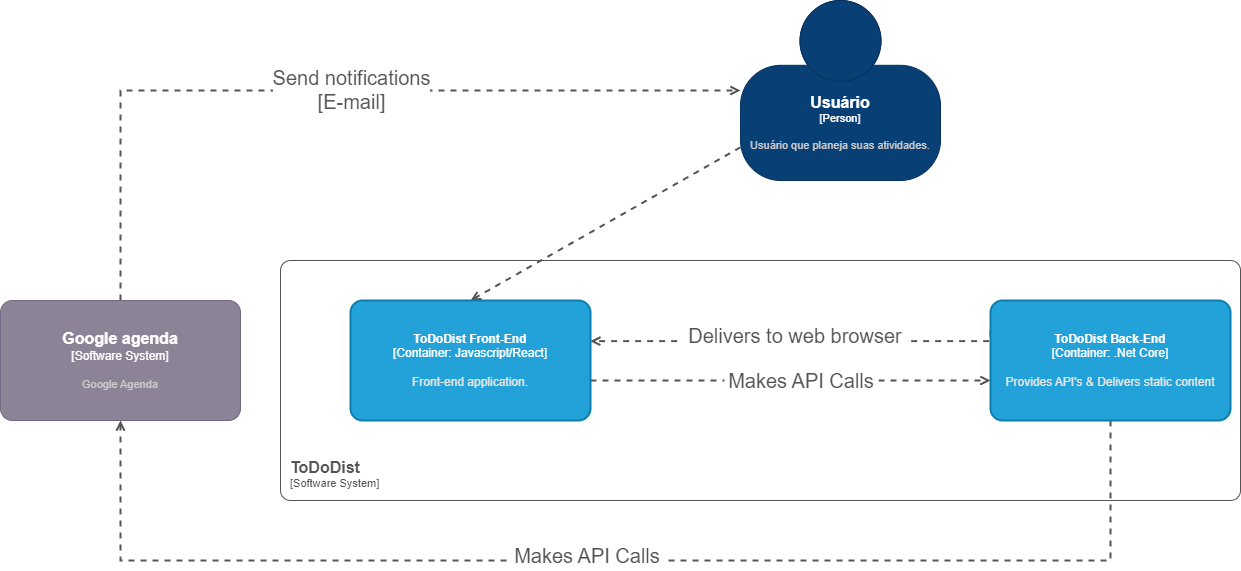 Send notifications
[E-mail]
Usuário
[Person]
Usuário que planeja suas atividades.
Google agenda
[Software System]
Google Agenda
ToDoDist Front-End
[Container: Javascript/React]
Front-end application.
Delivers to web browser
Makes API Calls
ToDoDist Back-End
[Container: .Net Core]
Provides API's & Delivers static content
ToDoDist
[Software System]
Makes API Calls